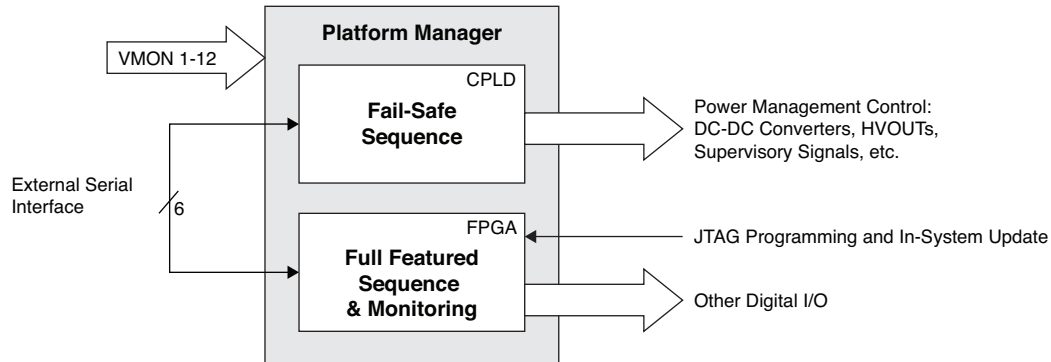 Platform Manager
VMON 1-12
CPLD
Fail-Safe
Sequence
Power Management Control:
DC-DC Converters, HVOUTs,
Supervisory Signals, etc.
External Serial
Interface
6
FPGA
Full Featured
Sequence
& Monitoring
JTAG Programming and In-System Update
Other Digital I/O